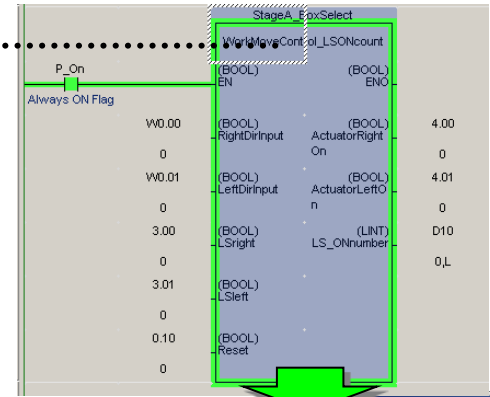 StageA_BoxSelect
WorkMoveControl_LSONcount
P_On
(BOOL) (BOOL)
EN ENO
Always ON Flag
W0.00 (BOOL) (BOOL) 4.00
RightDirInput ActuatorRight
0 On 0
W0.01 (BOOL) (BOOL) 4.01
LeftDirInput ActuatorLeftO
0 n 0
3.00 (BOOL) (LINT) D10
LSright LS_ONnumber
0 0,L
3.01 (BOOL)
LSleft
0
0.10 (BOOL)
Reset
0